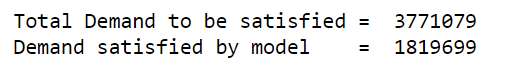 Total Demand to be satisfied = 3771079
Demand satisfied by model = 1819699